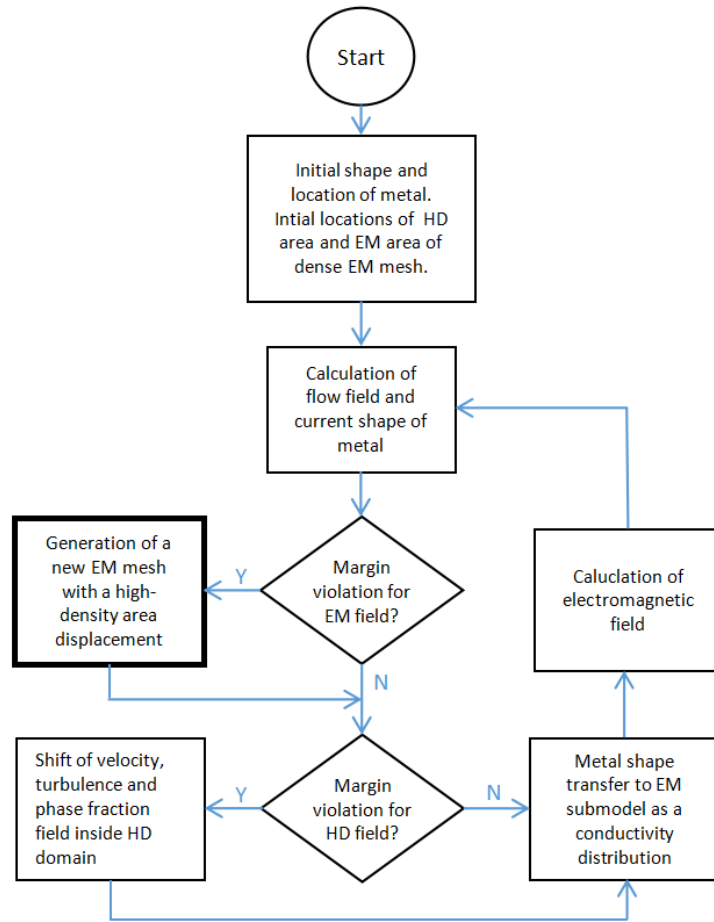 Start
Initial shape and
location of metal.
Intial locations of HD
area and EM area of
dense EM mesh.
Calculation of
flow field and
current shape of
metal
Generation of a
new EM mesh
with a high-
density area
displacement
Y
Margin
violation for
EM field?
N
Caluclation of
electromagnetic
field
Shift of velocity,
turbulence and
phase fraction
field inside HD
domain
Y
Margin
violation for
HD field?
N
Metal shape
transfer to EM
submodel as a
conductivity
distribution